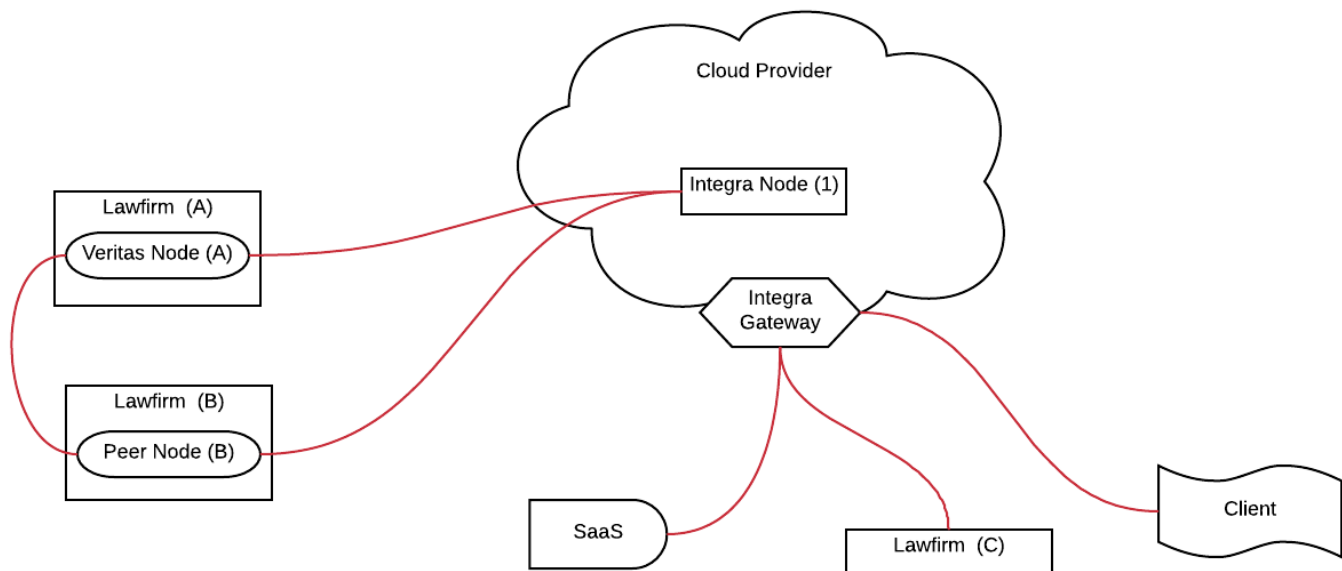 Cloud Provider
Integra Node (1)
Lawfirm  (A)
Veritas Node (A)
Integra
Gateway
Lawfirm  (B)
Peer Node (B)
SaaS
Lawfirm  (C)
Client